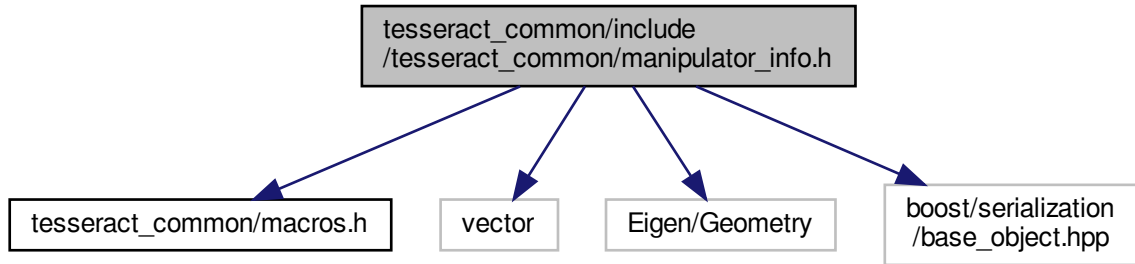 tesseract_common/include
/tesseract_common/manipulator_info.h
tesseract_common/macros.h
vector
Eigen/Geometry
boost/serialization
/base_object.hpp